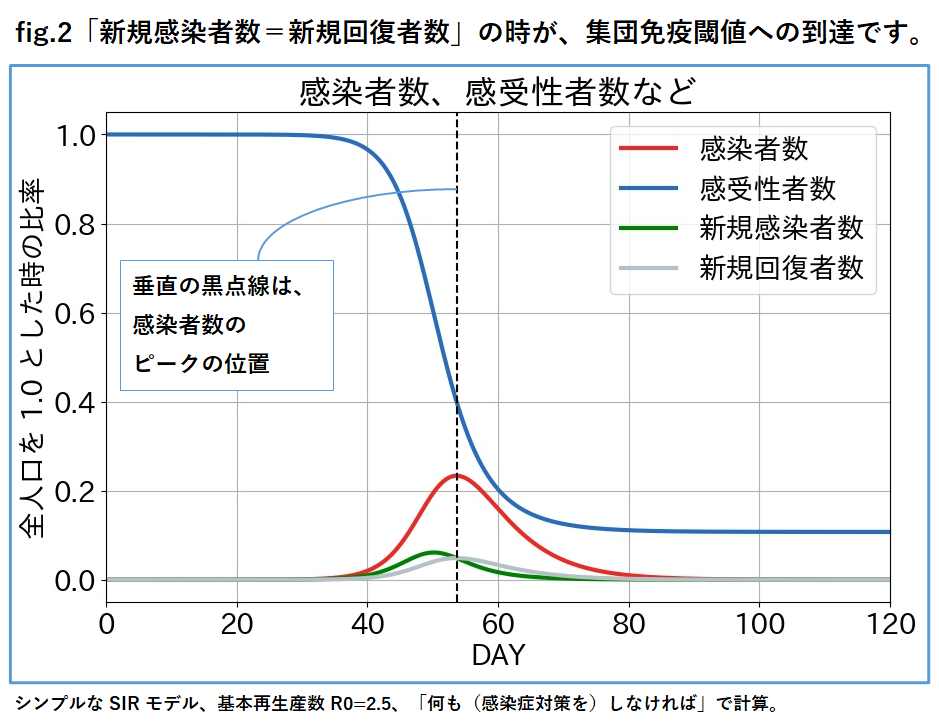 fig.2「新規感染者数＝新規回復者数」の時が、集団免疫閾値への到達です。
感染者数、感受性者数など
全人口を 1.0 とした時の比率
1.0
0.8
0.6
0.4
0.2
0.0
感染者数
感受性者数
新規感染者数
新規回復者数
垂直の黒点線は、
感染者数の
ピークの位置
0 20 40 60 80 100 120
DAY
シンプルな SIR モデル、基本再生産数 R0=2.5、「何も（感染症対策を）しなければ」で計算。